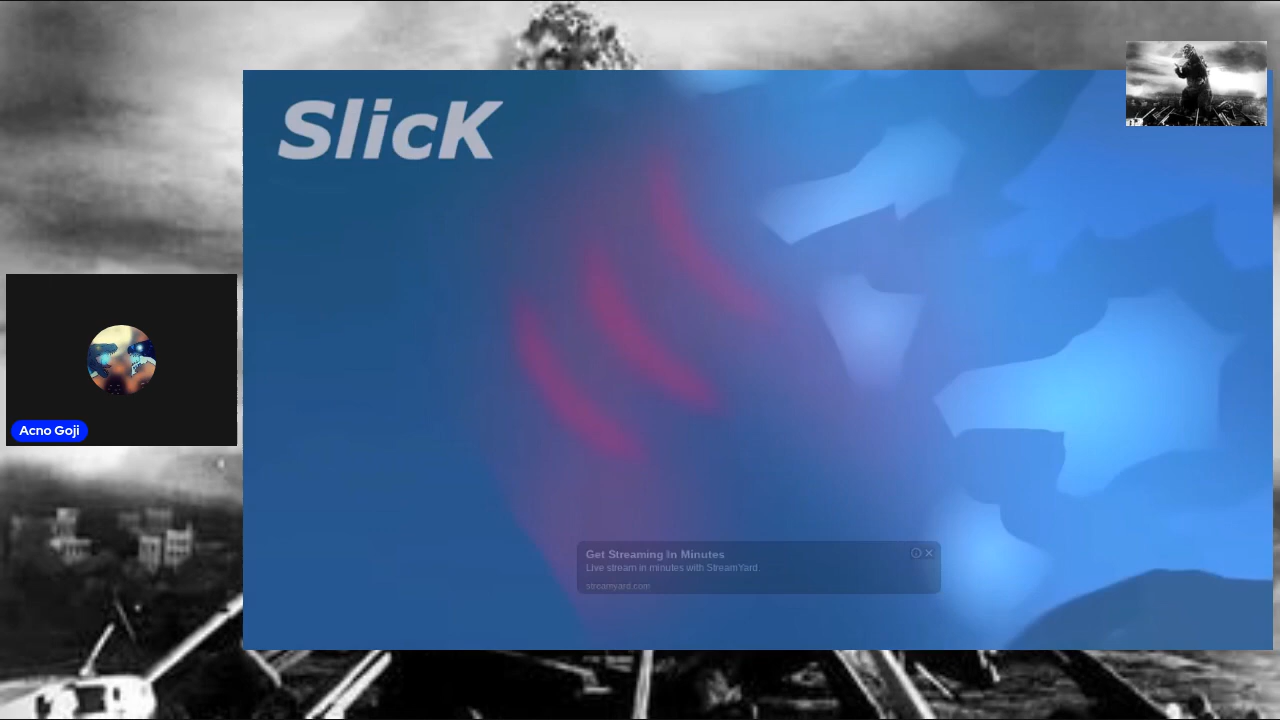 SlicK
Acno Goji
Get Streaming In Minutes
Live stream in minutes with StreamYard.
streamyard.com